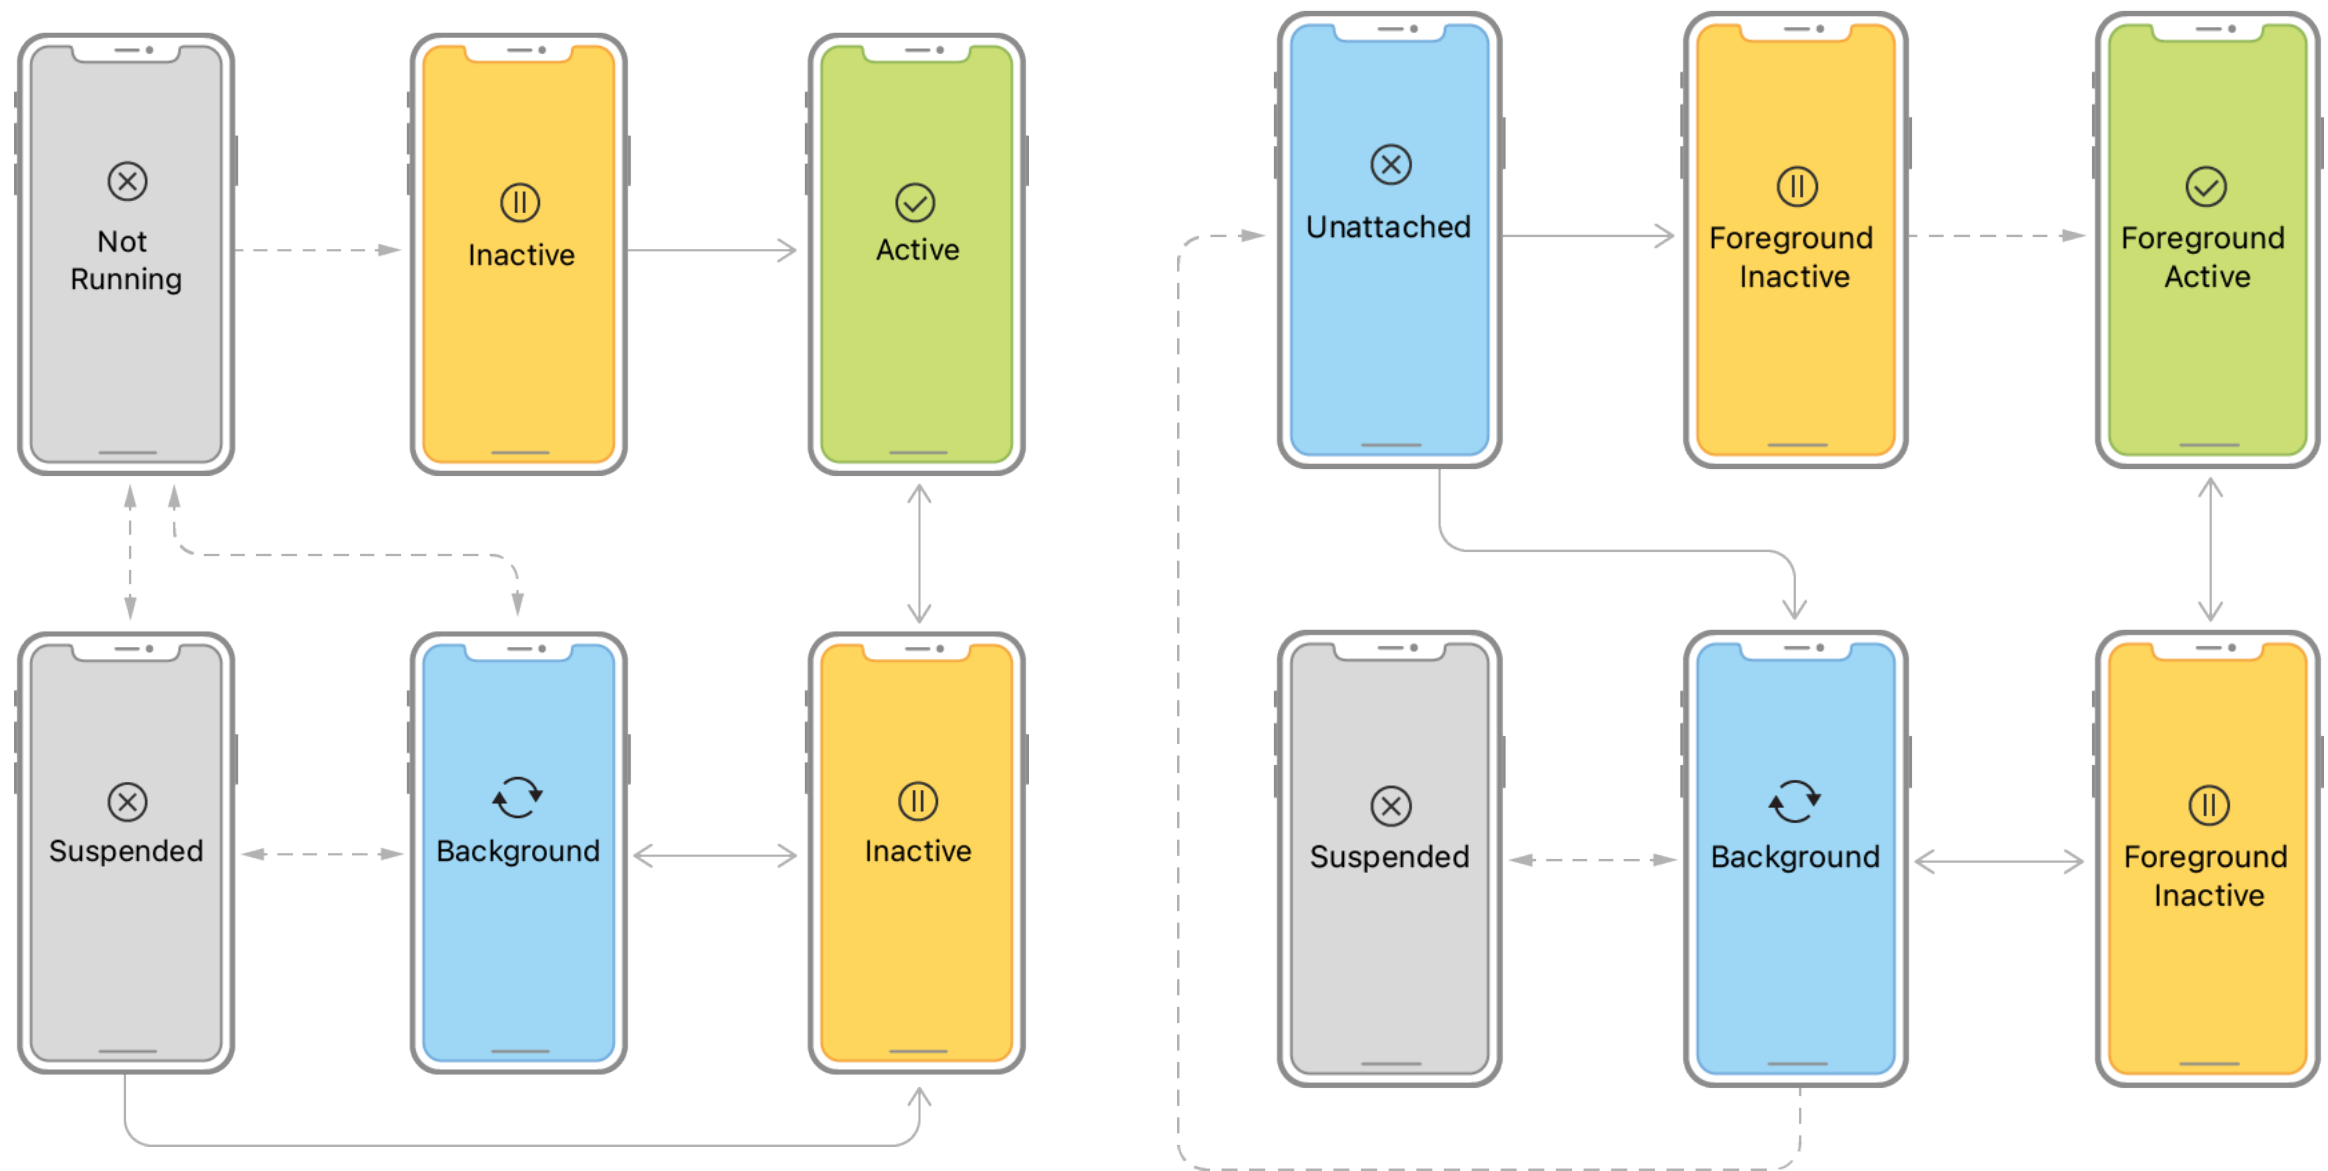 Not
Running
Inactive
Active
Suspended
Background
Inactive
Unattached
Foreground
Inactive
Foreground
Active
Suspended
Background
Foreground
Inactive